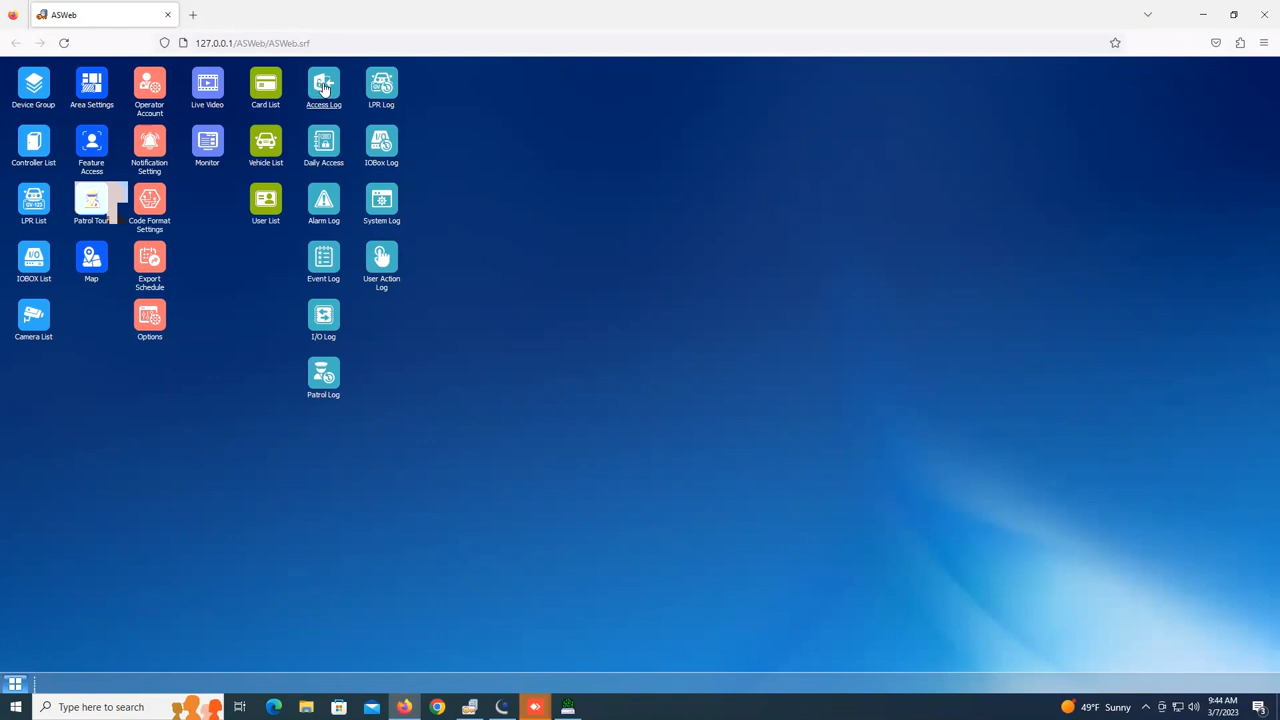 ASWeb
127.0.0.1/ASWeb/ASWeb.srf
Device Group
Area Settings
Operator
Account
Live Video
Card List
Access Log
LPR Log
Controller List
Feature
Access
Notification
Setting
Monitor
Vehicle List
Daily Access
IOBox Log
GV-123
LPR List
Patrol Tour
Code Format
Settings
User List
Alarm Log
System Log
I/O
IOBOX List
Map
Export
Schedule
Event Log
User Action
Log
Camera List
Options
I/O Log
Patrol Log
Type here to search
49°F Sunny
9:44 AM
3/7/2023